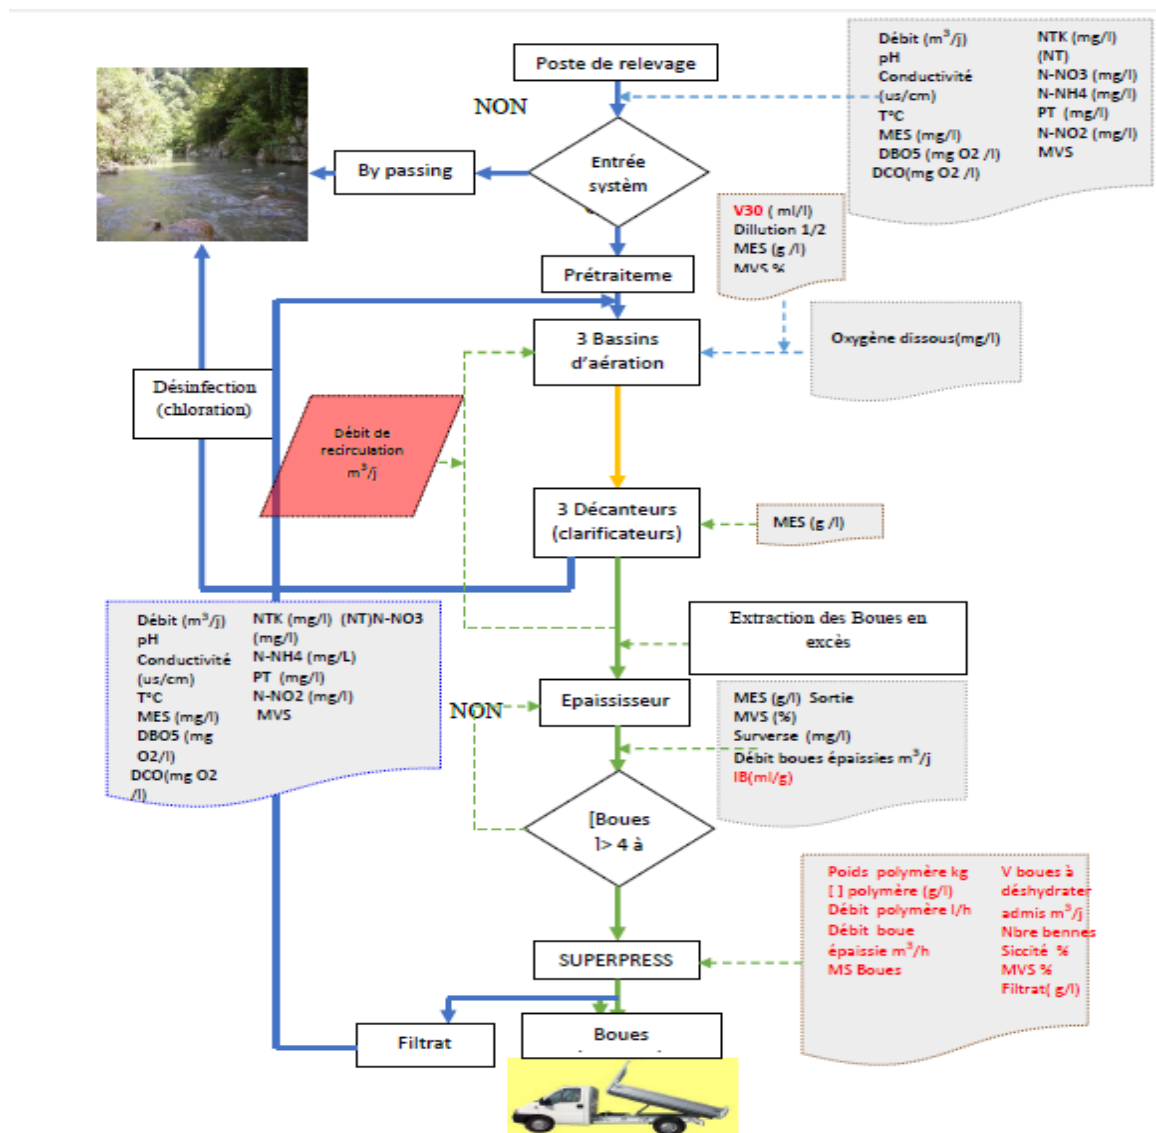 Poste de relevage
NON
Débit (m³/j)
pH
Conductivité
(us/cm)
T°C
MES (mg/l)
DBO5 (mg O2 /l)
DCO(mg O2 /l)
NTK (mg/l)
(NT)
N-NO3 (mg/l)
N-NH4 (mg/l)
PT (mg/l)
N-NO2 (mg/l)
MVS
By passing
Entrée
systèm
V30 ( ml/l)
Dillution 1/2
MES (g /l)
MVS %
Prétraiteme
3 Bassins
d’aération
Oxygène dissous(mg/l)
Désinfection
(chloration)
Débit de
recirculation
m³/j
3 Décanteurs
(clarificateurs)
MES (g /l)
Débit (m³/j)
pH
Conductivité
(us/cm)
T°C
MES (mg/l)
DBO5 (mg
O2/l)
DCO(mg O2
/l)
NTK (mg/l) (NT)N-NO3
(mg/l)
N-NH4 (mg/L)
PT (mg/l)
N-NO2 (mg/l)
MVS
Extraction des Boues en
excès
NON
Epaississeur
MES (g/l) Sortie
MVS (%)
Surverse (mg/l)
Débit boues épaissies m³/j
IB(ml/g)
[Boues
]> 4 à
Poids polymère kg
[ ] polymère (g/l)
Débit polymère l/h
Débit boue
épaissie m³/h
MS Boues
V boues à
déshydrater
admis m³/j
Nbre bennes
Siccité %
MVS %
Filtrat( g/l)
SUPERPRESS
Filtrat
Boues